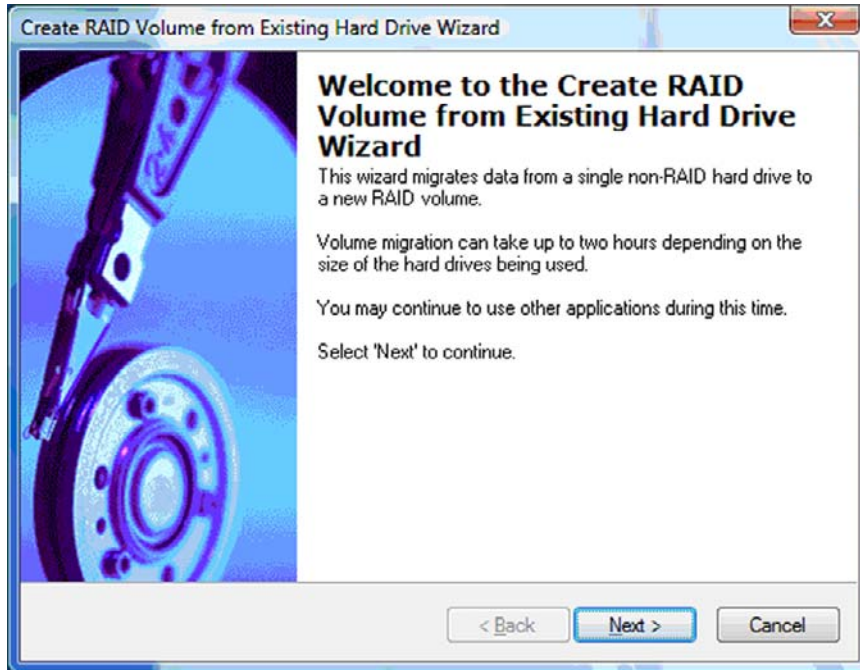 Create RAID Volume from Existing Hard Drive Wizard
Welcome to the Create RAID
Volume from Existing Hard Drive
Wizard
This wizard migrates data from a single non-RAID hard drive to
a new RAID volume.
Volume migration can take up to two hours depending on the
size of the hard drives being used.
You may continue to use other applications during this time.
Select 'Next' to continue.
< Back
Next >
Cancel